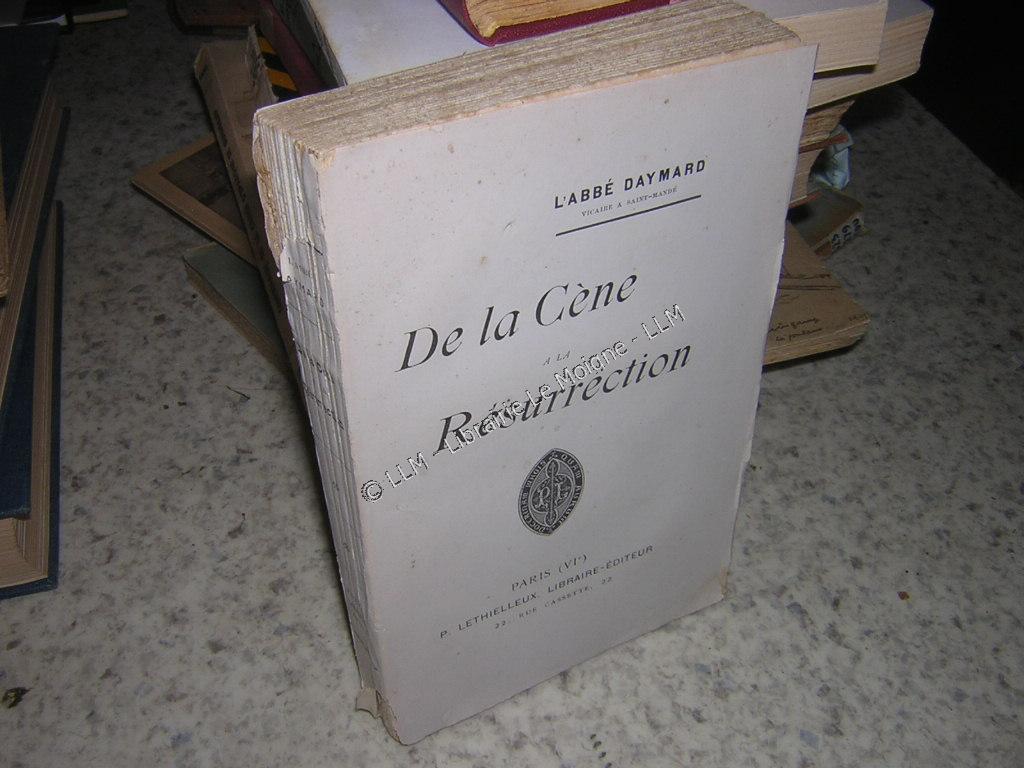 L'ABBÉ DAYMARD
VICAIRE A SAINT-MANDÉ
De la Cène
A LA
Résurrection
© LLM - Librairie Le Moigne - LLM
PARIS (VIe)
P. LETHIELLEUX, LIBRAIRE-ÉDITEUR
22, RUE CASSETTE, 22